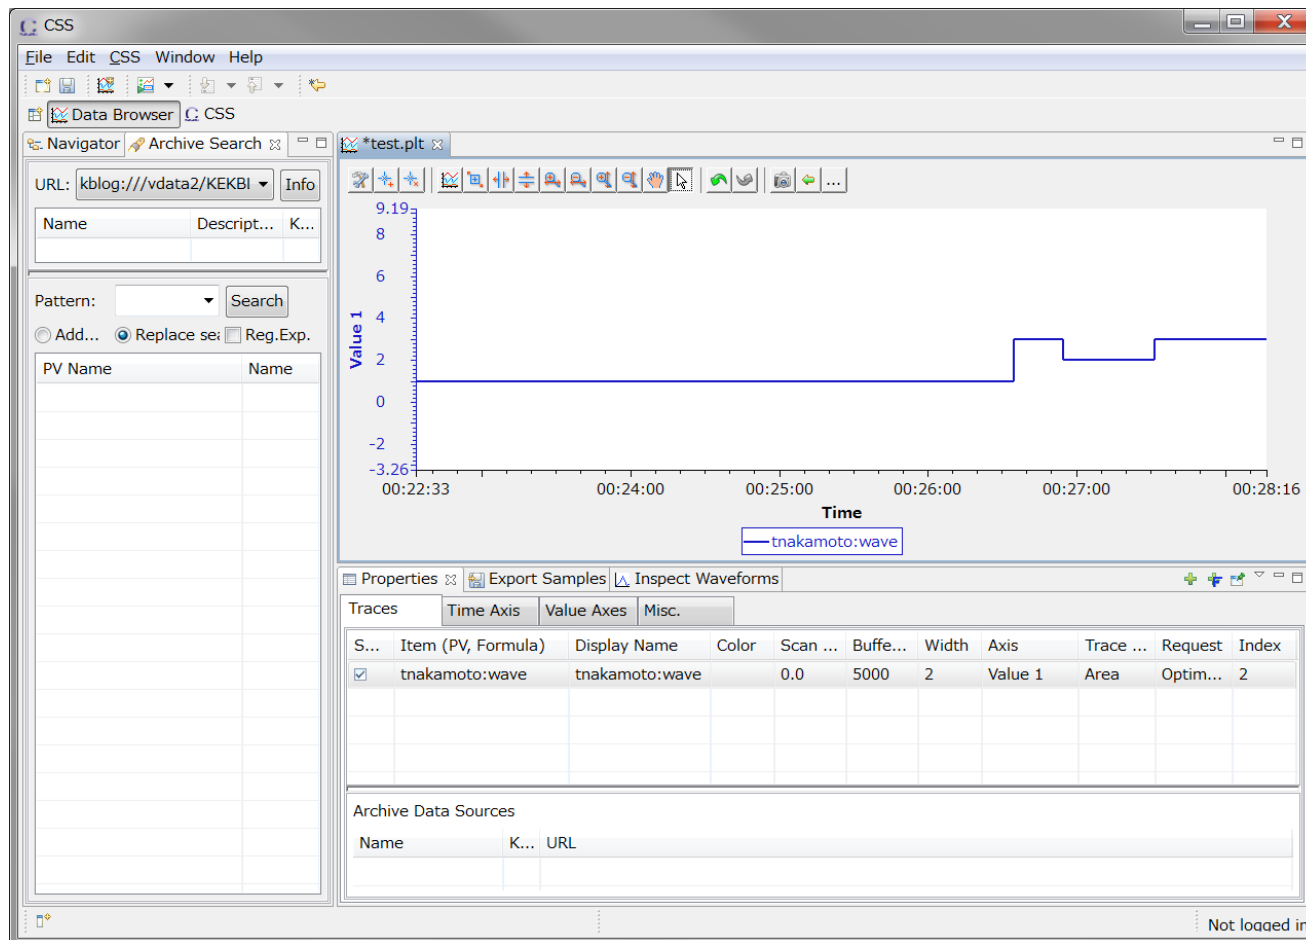 CSS
File Edit CSS Window Help
Data Browser CSS
Navigator Archive Search
URL: kblog:///vdata2/KEKBI Info
Name Descript... K...
Pattern: Search
Add... Replace sea Reg.Exp.
PV Name Name
*test.plt
...
9.19
8
6
4
2
0
-2
-3.26
Value 1
00:22:33 00:24:00 00:25:00 00:26:00 00:27:00 00:28:16
Time
tnakamoto:wave
Properties Export Samples Inspect Waveforms
Traces Time Axis Value Axes Misc.
S... Item (PV, Formula) Display Name Color Scan ... Buffe... Width Axis Trace ... Request Index
tnakamoto:wave tnakamoto:wave 0.0 5000 2 Value 1 Area Optim... 2
Archive Data Sources
Name K... URL
Not logged in